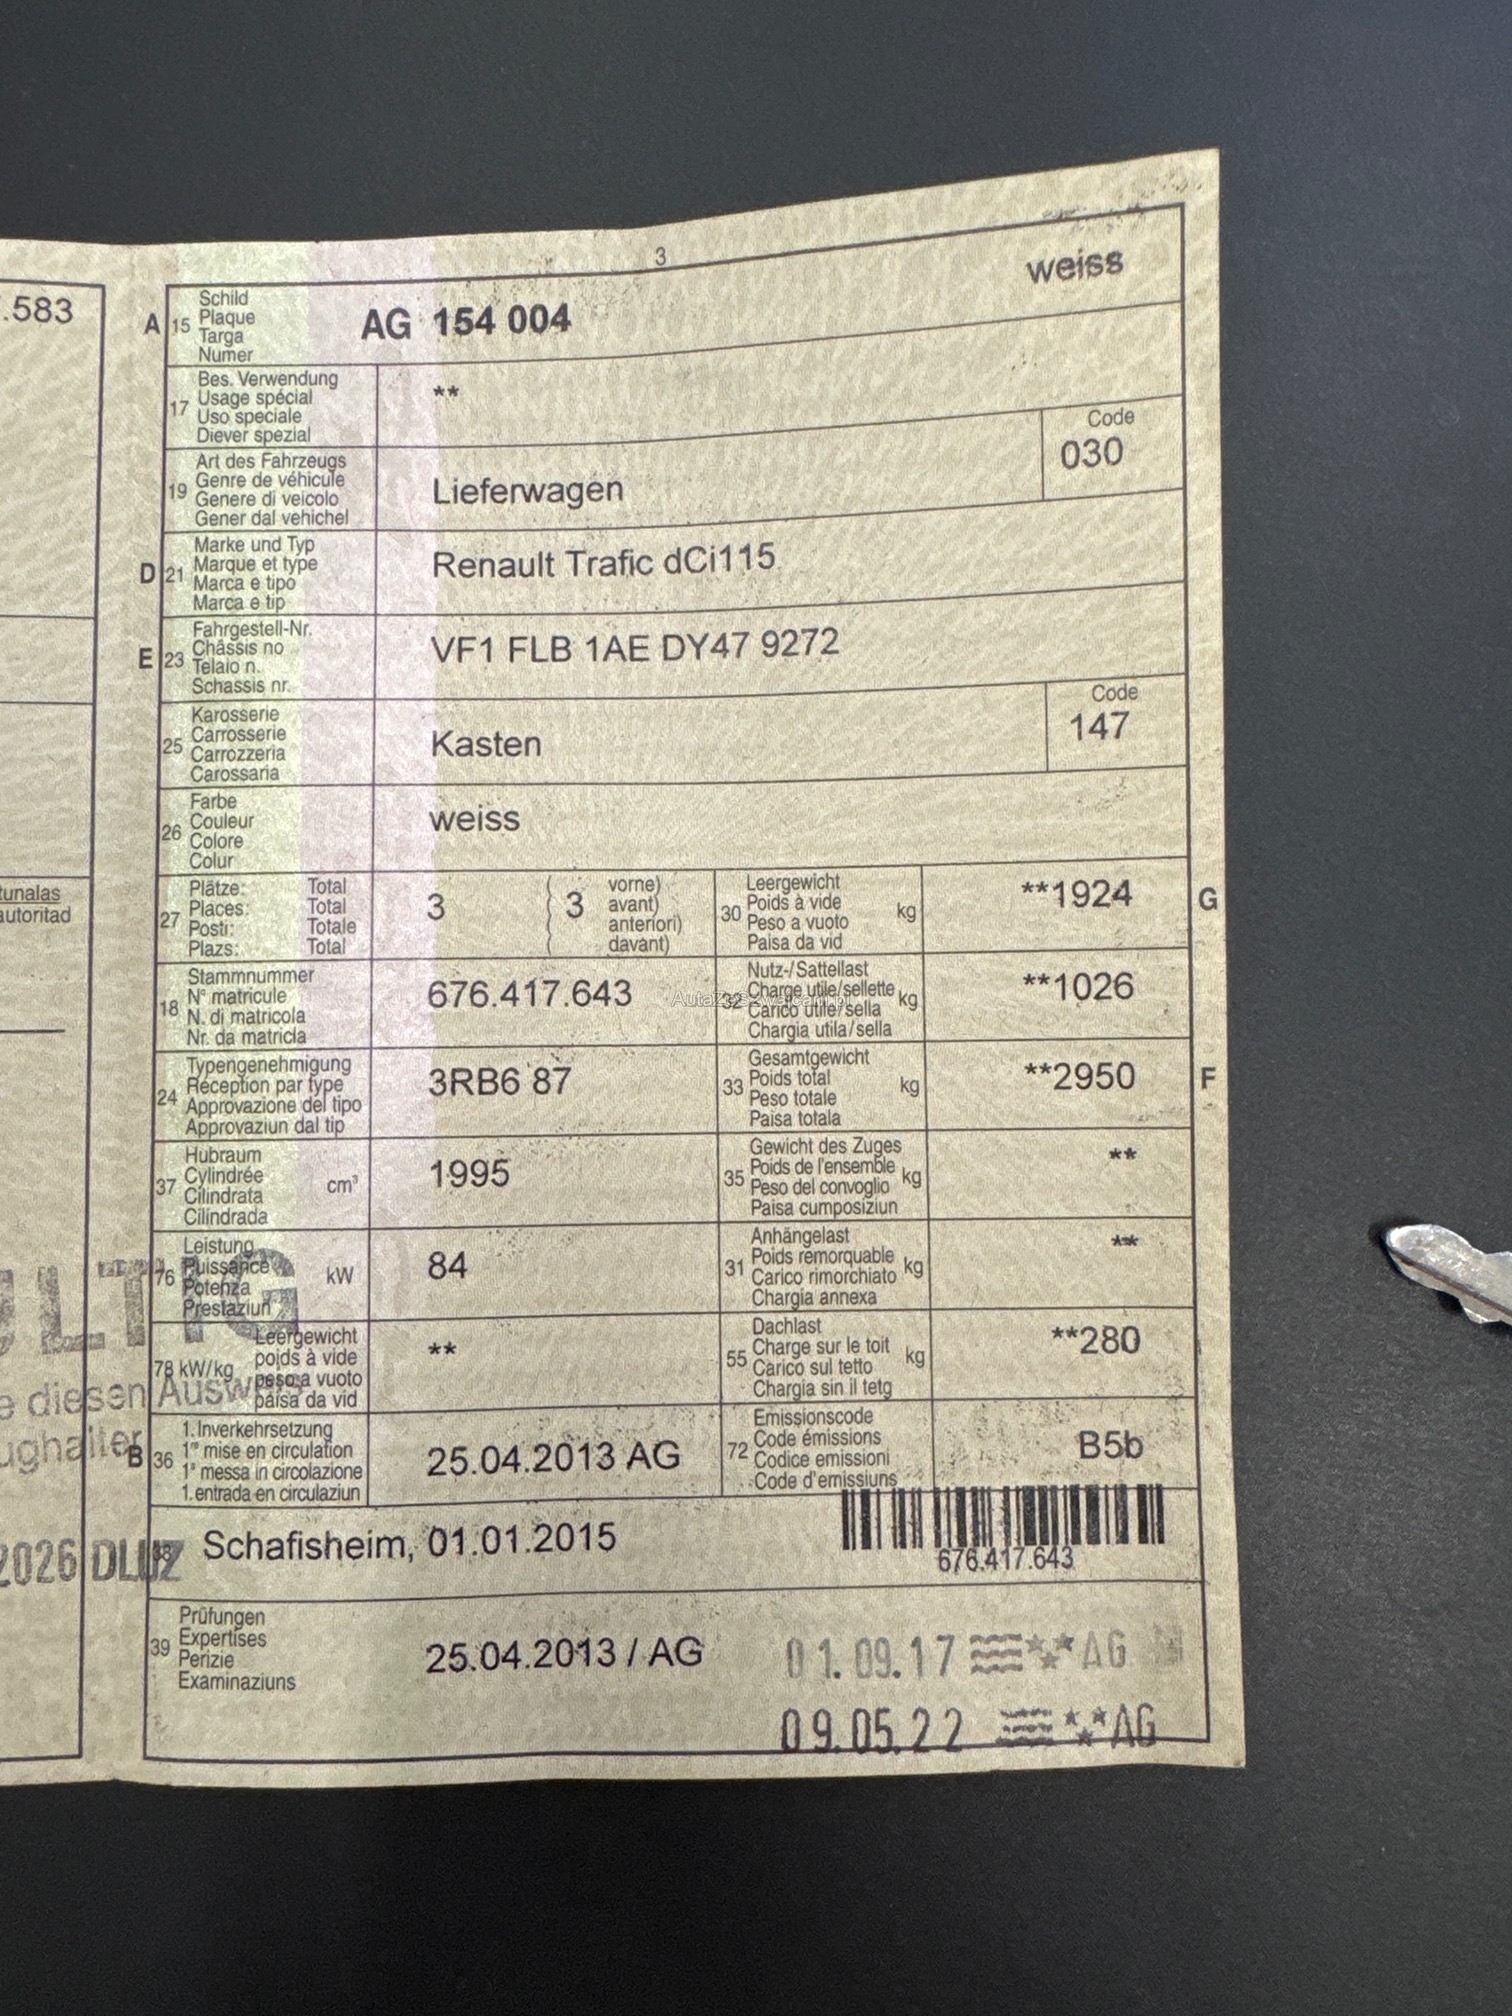 .583
3
weiss
A 15 Schild
Plaque
Targa
Numer
AG 154 004
17 Bes. Verwendung
Usage spécial
Uso speciale
Diever spezial
**
19 Art des Fahrzeugs
Genre de véhicule
Genere di veicolo
Gener dal vehichel
Lieferwagen
Code
030
D 21 Marke und Typ
Marque et type
Marca e tipo
Marca e tip
Renault Trafic dCi115
E 23 Fahrgestell-Nr.
Châssis no
Telaio n.
Schassis nr.
VF1 FLB 1AE DY47 9272
25 Karosserie
Carrosserie
Carrozzeria
Carossaria
Kasten
Code
147
26 Farbe
Couleur
Colore
Colur
weiss
tunalas
autoritad
27 Plätze: Total
Places: Total
Posti: Totale
Plazs: Total
3
( 3 vorne)
( avant)
( anteriori)
( davant)
30 Leergewicht
Poids à vide
Peso a vuoto
Paisa da vid
kg
**1924
G
18 Stammnummer
N° matricule
N. di matricola
Nr. da matricla
676.417.643
32 Nutz-/Sattellast
Charge utile/sellette
Carico utile/sella
Chargia utila/sella
kg
**1026
24 Typengenehmigung
Réception par type
Approvazione del tipo
Approvaziun dal tip
3RB6 87
33 Gesamtgewicht
Poids total
Peso totale
Paisa totala
kg
**2950
F
37 Hubraum
Cylindrée
Cilindrata
Cilindrada
cm³
1995
35 Gewicht des Zuges
Poids de l'ensemble
Peso del convoglio
Paisa cumposiziun
kg
**
76 Leistung
Puissance
Potenza
Prestaziun
kW
84
31 Anhängelast
Poids remorquable
Carico rimorchiato
Chargia annexa
kg
**
78 kW/kg Leergewicht
poids à vide
peso a vuoto
paisa da vid
**
55 Dachlast
Charge sur le toit
Carico sul tetto
Chargia sin il tetg
kg
**280
e diesen Ausweis
ughalter
B 36 1. Inverkehrsetzung
1re mise en circulation
1a messa in circolazione
1. entrada en circulaziun
25.04.2013 AG
72 Emissionscode
Code émissions
Codice emissioni
Code d'emissiuns
B5b
2026 DLUZ
38 Schafisheim, 01.01.2015
676.417.643
39 Prüfungen
Expertises
Perizie
Examinaziuns
25.04.2013 / AG
01.09.17 AG
09.05.22 AG